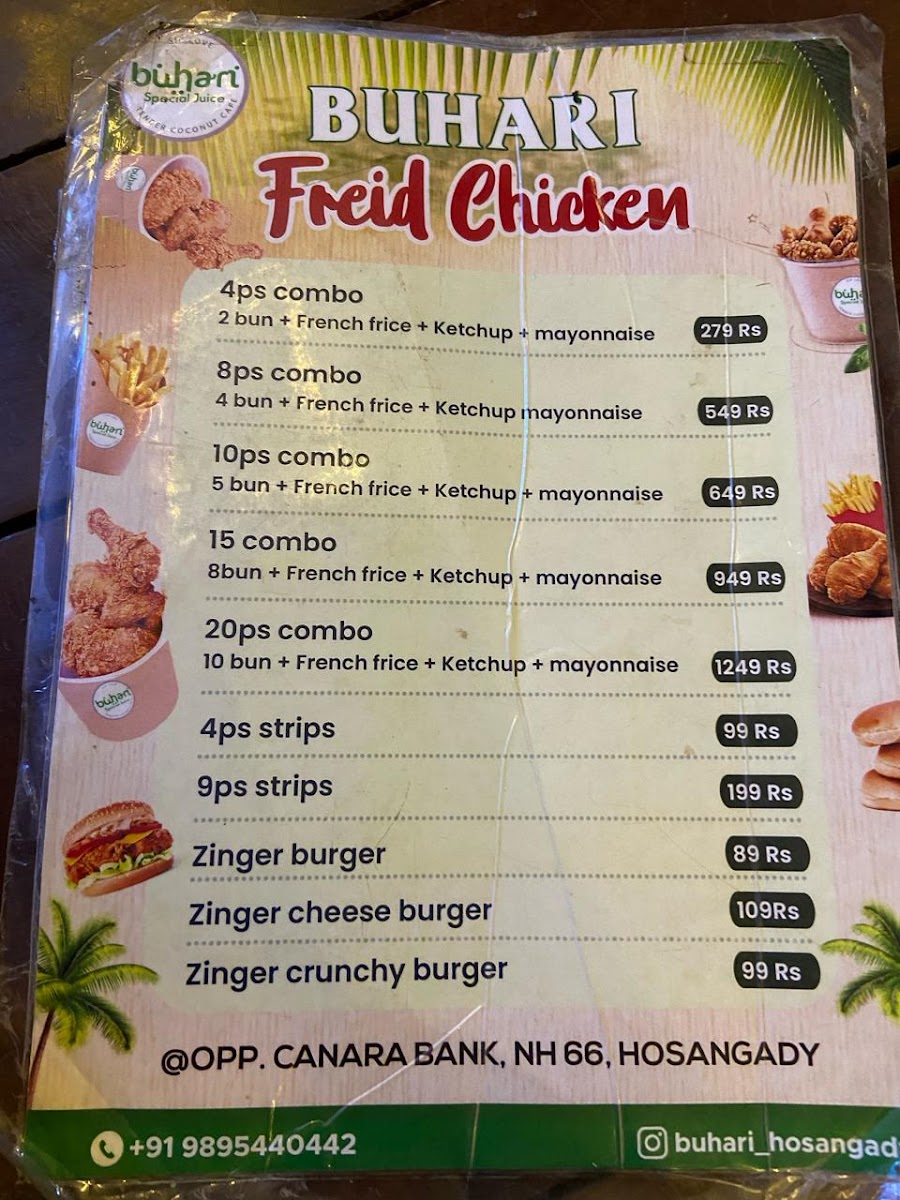 buhari
Special Juice
TENDER COCONUT CAFE
BUHARI
Freid Chicken
4ps combo
2 bun + French frice + Ketchup + mayonnaise 279 Rs
8ps combo
4 bun + French frice + Ketchup mayonnaise 549 Rs
10ps combo
5 bun + French frice + Ketchup + mayonnaise 649 Rs
15 combo
8bun + French frice + Ketchup + mayonnaise 949 Rs
20ps combo
10 bun + French frice + Ketchup + mayonnaise 1249 Rs
4ps strips 99 Rs
9ps strips 199 Rs
Zinger burger 89 Rs
Zinger cheese burger 109Rs
Zinger crunchy burger 99 Rs
@OPP. CANARA BANK, NH 66, HOSANGADY
+91 9895440442 buhari_hosangad
buhari
buhari
buhari